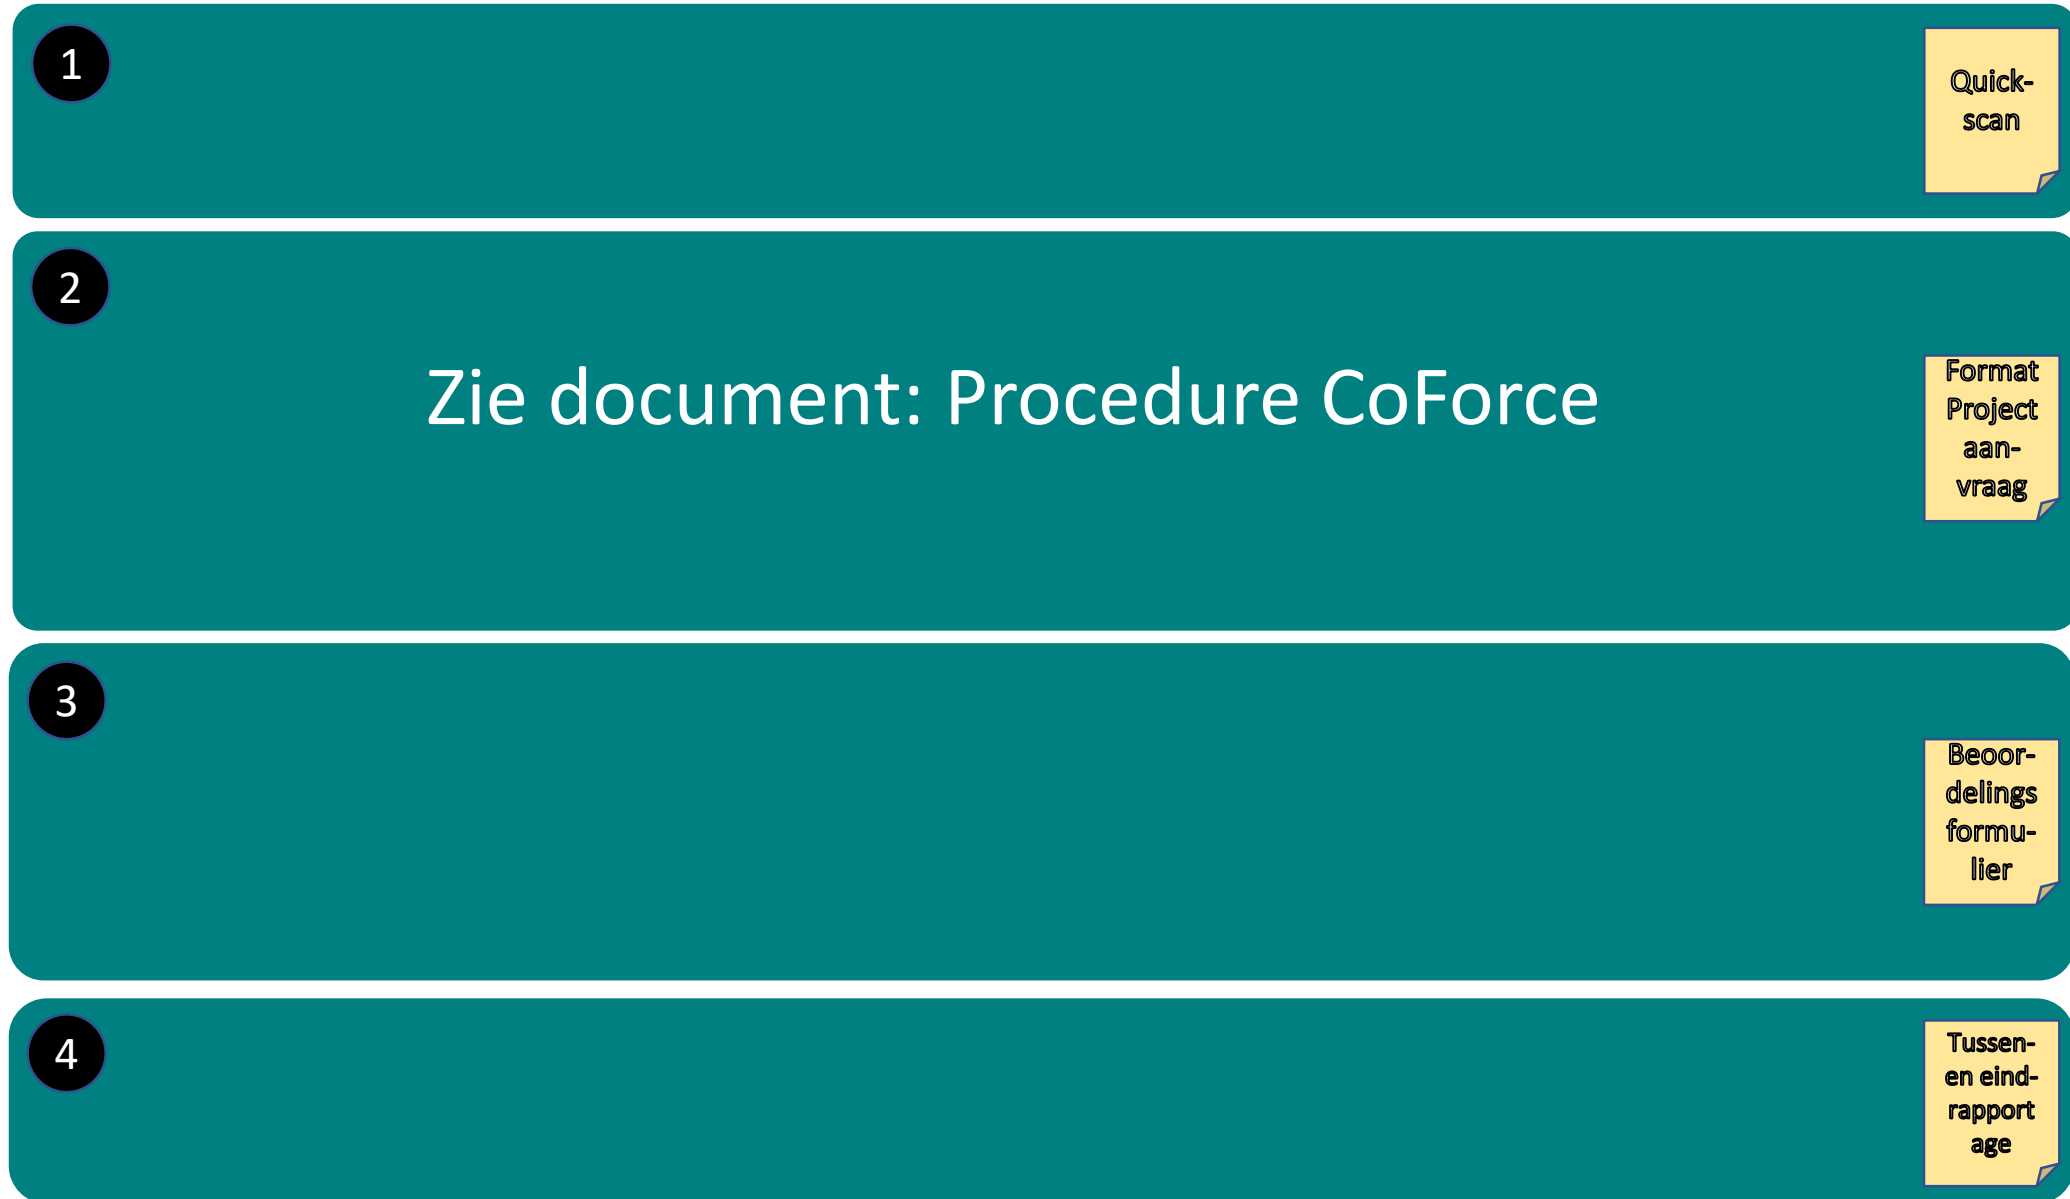 1
Quick-
scan
2
Zie document: Procedure CoForce
Format
Project
aan-
vraag
3
Beoor-
delings
formu-
lier
4
Tussen-
en eind-
rapport
age